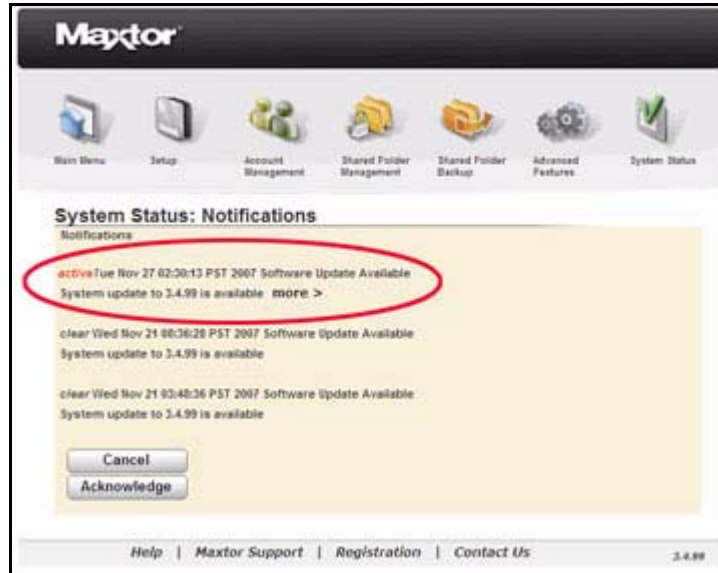 Maxtor
Main Menu
Setup
Account Management
Shared Folder Management
Shared Folder Backup
Advanced Features
System Status
System Status: Notifications
Notifications
activeTue Nov 27 02:30:13 PST 2007 Software Update Available
System update to 3.4.99 is available more >
clear Wed Nov 21 08:36:28 PST 2007 Software Update Available
System update to 3.4.99 is available
clear Wed Nov 21 03:48:36 PST 2007 Software Update Available
System update to 3.4.99 is available
Cancel
Acknowledge
Help | Maxtor Support | Registration | Contact Us
3.4.99